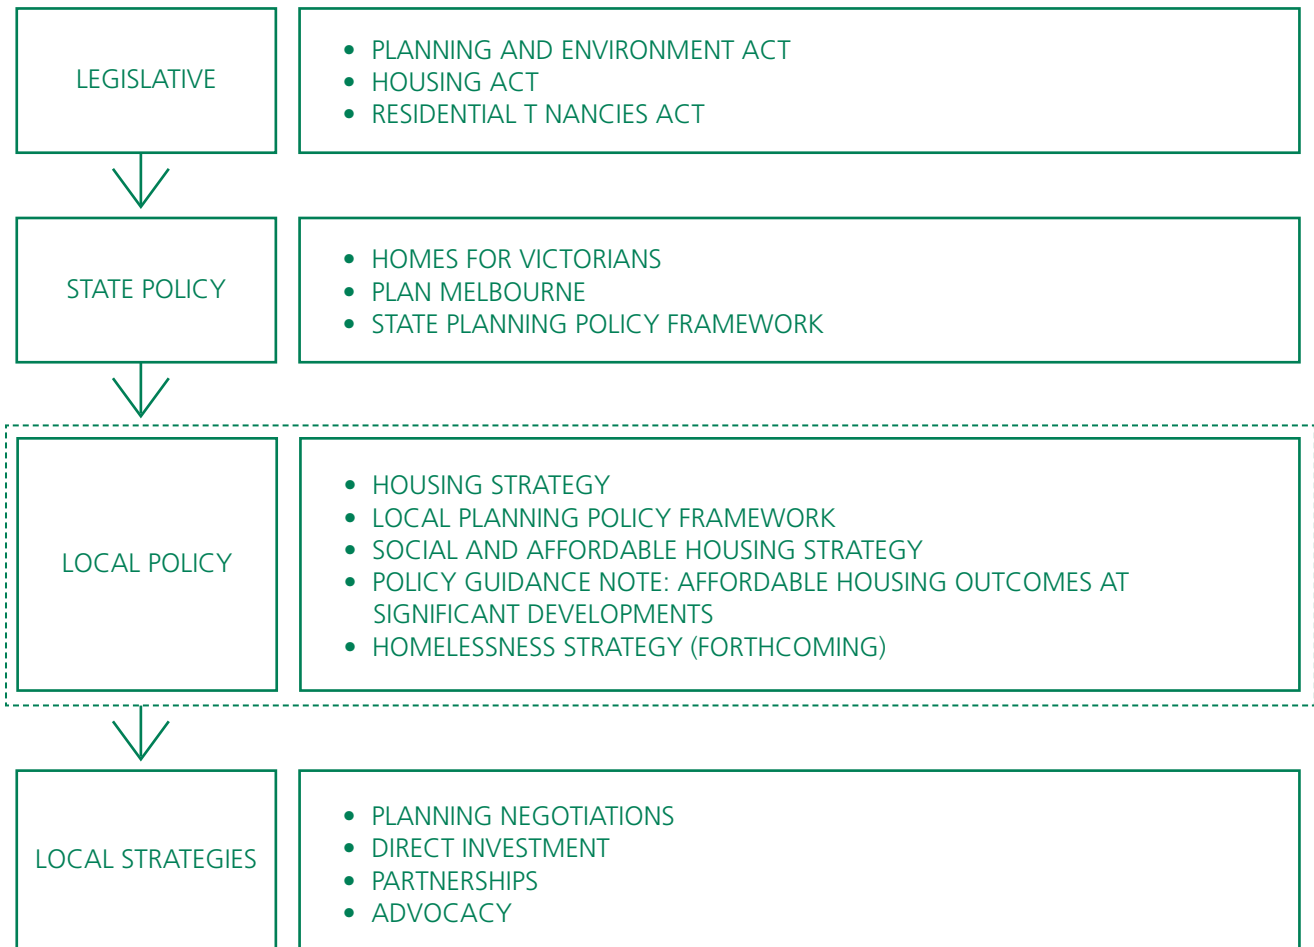 LEGISLATIVE
• PLANNING AND ENVIRONMENT ACT
• HOUSING ACT
• RESIDENTIAL T NANCIES ACT
STATE POLICY
• HOMES FOR VICTORIANS
• PLAN MELBOURNE
• STATE PLANNING POLICY FRAMEWORK
LOCAL POLICY
• HOUSING STRATEGY
• LOCAL PLANNING POLICY FRAMEWORK
• SOCIAL AND AFFORDABLE HOUSING STRATEGY
• POLICY GUIDANCE NOTE: AFFORDABLE HOUSING OUTCOMES AT
SIGNIFICANT DEVELOPMENTS
• HOMELESSNESS STRATEGY (FORTHCOMING)
LOCAL STRATEGIES
• PLANNING NEGOTIATIONS
• DIRECT INVESTMENT
• PARTNERSHIPS
• ADVOCACY